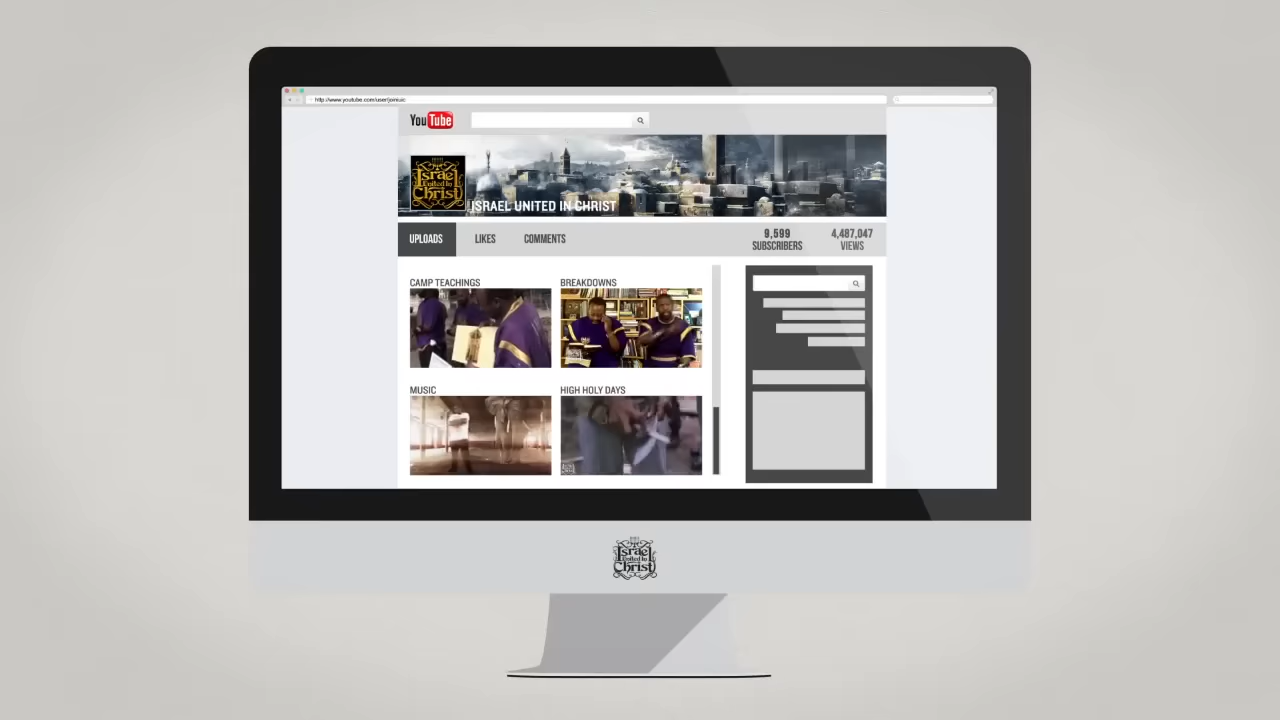 http://www.youtube.com/user/joiniuic
YouTube
Israel
United In
Christ
ISRAEL UNITED IN CHRIST
UPLOADS LIKES COMMENTS
9,599 4,487,047
SUBSCRIBERS VIEWS
CAMP TEACHINGS BREAKDOWNS
MUSIC HIGH HOLY DAYS
Israel
United In
Christ